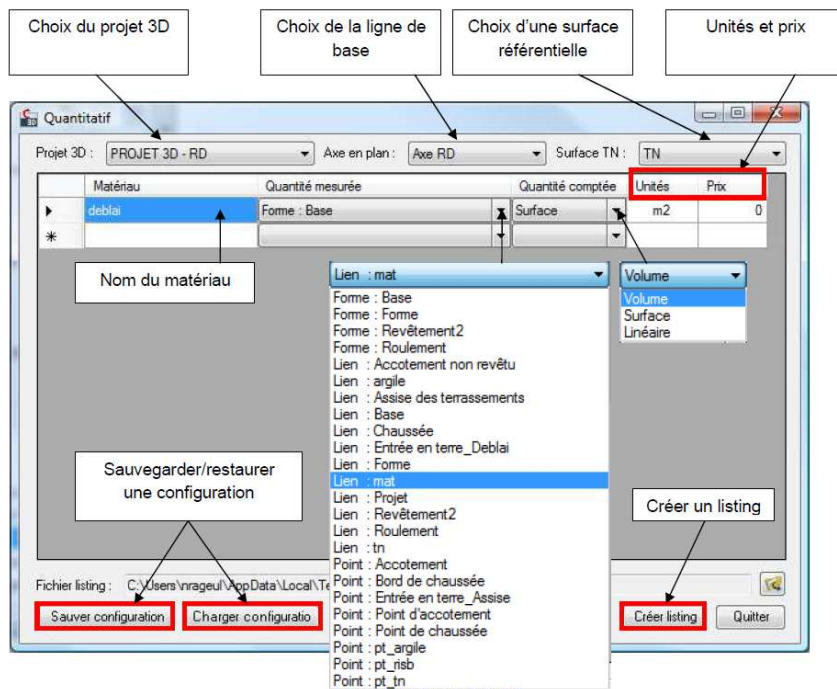 Choix du projet 3D
Choix de la ligne de
base
Choix d'une surface
référentielle
Unités et prix
Quantitatif
Projet 3D : PROJET 3D - RD Axe en plan : Axe RD Surface TN : TN
Matériau Quantité mesurée Quantité comptée Unités Prix
deblai Forme : Base Surface m2 0
Nom du matériau
Lien : mat
Forme : Base
Forme : Forme
Forme : Revêtement2
Forme : Roulement
Lien : Accotement non revêtu
Lien : argile
Lien : Assise des terrassements
Lien : Base
Lien : Chaussée
Lien : Entrée en terre_Deblai
Lien : Forme
Lien : mat
Lien : Projet
Lien : Revêtement2
Lien : Roulement
Lien : tn
Point : Accotement
Point : Bord de chaussée
Point : Entrée en terre_Assise
Point : Point d'accotement
Point : Point de chaussée
Point : pt_argile
Point : pt_risb
Point : pt_tn
Volume
Volume
Surface
Linéaire
Sauvegarder/restaurer
une configuration
Créer un listing
Fichier listing : C:\Users\nrageul\AppData\Local\Te
Sauver configuration Charger configuratio Créer listing Quitter